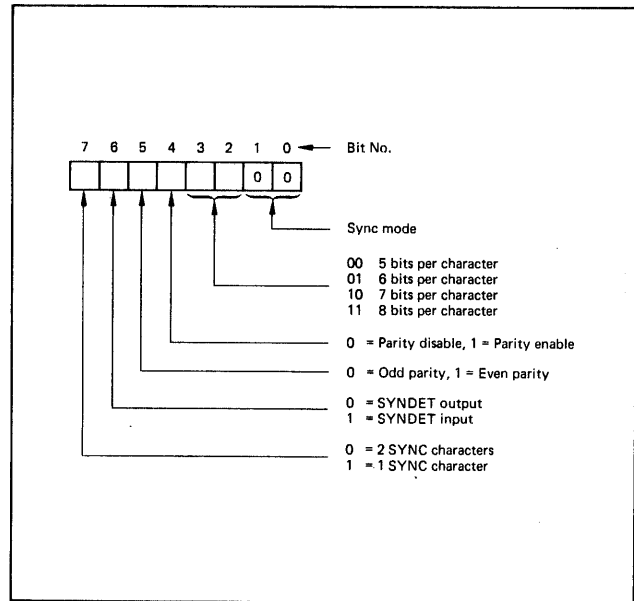 7 6 5 4 3 2 1 0 Bit No.
0 0
Sync mode
00 5 bits per character
01 6 bits per character
10 7 bits per character
11 8 bits per character
0 = Parity disable, 1 = Parity enable
0 = Odd parity, 1 = Even parity
0 = SYNDET output
1 = SYNDET input
0 = 2 SYNC characters
1 = 1 SYNC character